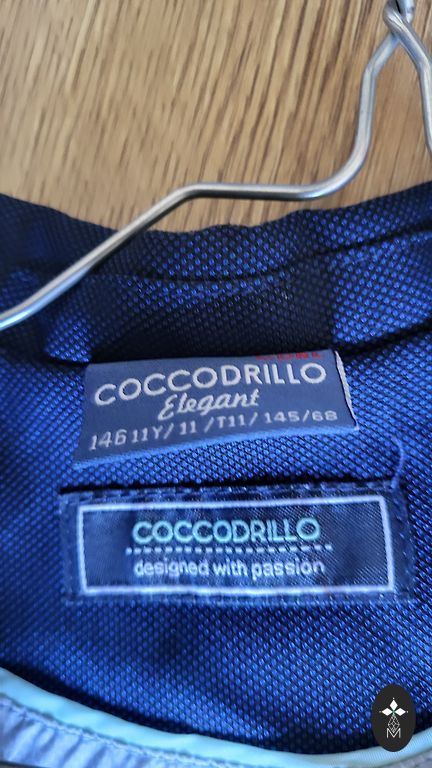 COCCODRILLO
Elegant
146 11Y/ 11 /T11/ 145/68
COCCODRILLO
designed with passion